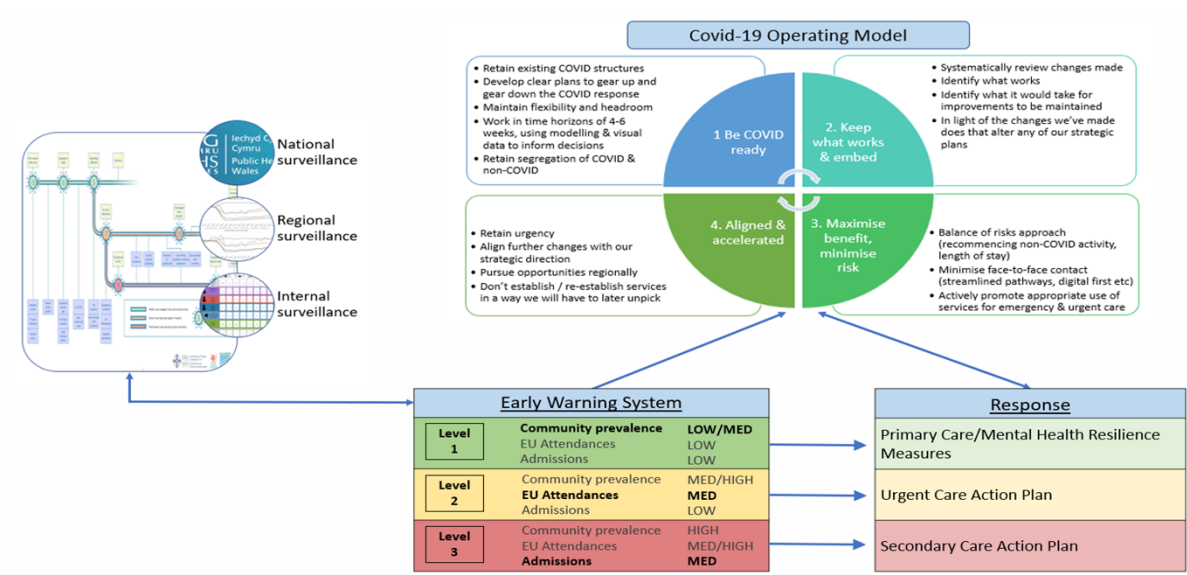 Covid-19 Operating Model
• Retain existing COVID structures
• Develop clear plans to gear up and
gear down the COVID response
• Maintain flexibility and headroom
• Work in time horizons of 4-6
weeks, using modelling & visual
data to inform decisions
• Retain segregation of COVID &
non-COVID
1 Be COVID
ready
2. Keep
what works
& embed
• Systematically review changes made
• Identify what works
• Identify what it would take for
improvements to be maintained
• In light of the changes we've made
does that alter any of our strategic
plans
• Retain urgency
• Align further changes with our
strategic direction
• Pursue opportunities regionally
• Don't establish / re-establish services
in a way we will have to later unpick
4. Aligned &
accelerated
3. Maximise
benefit,
minimise
risk
• Balance of risks approach
(recommencing non-COVID activity,
length of stay)
• Minimise face-to-face contact
(streamlined pathways, digital first etc)
• Actively promote appropriate use of
services for emergency & urgent care
Iechyd C
Cymru
Public He
Wales
National
surveillance
Regional
surveillance
Internal
surveillance
Early Warning System
Level
1
Community prevalence LOW/MED
EU Attendances LOW
Admissions LOW
Level
2
Community prevalence MED/HIGH
EU Attendances MED
Admissions LOW
Level
3
Community prevalence HIGH
EU Attendances MED/HIGH
Admissions MED
Response
Primary Care/Mental Health Resilience
Measures
Urgent Care Action Plan
Secondary Care Action Plan